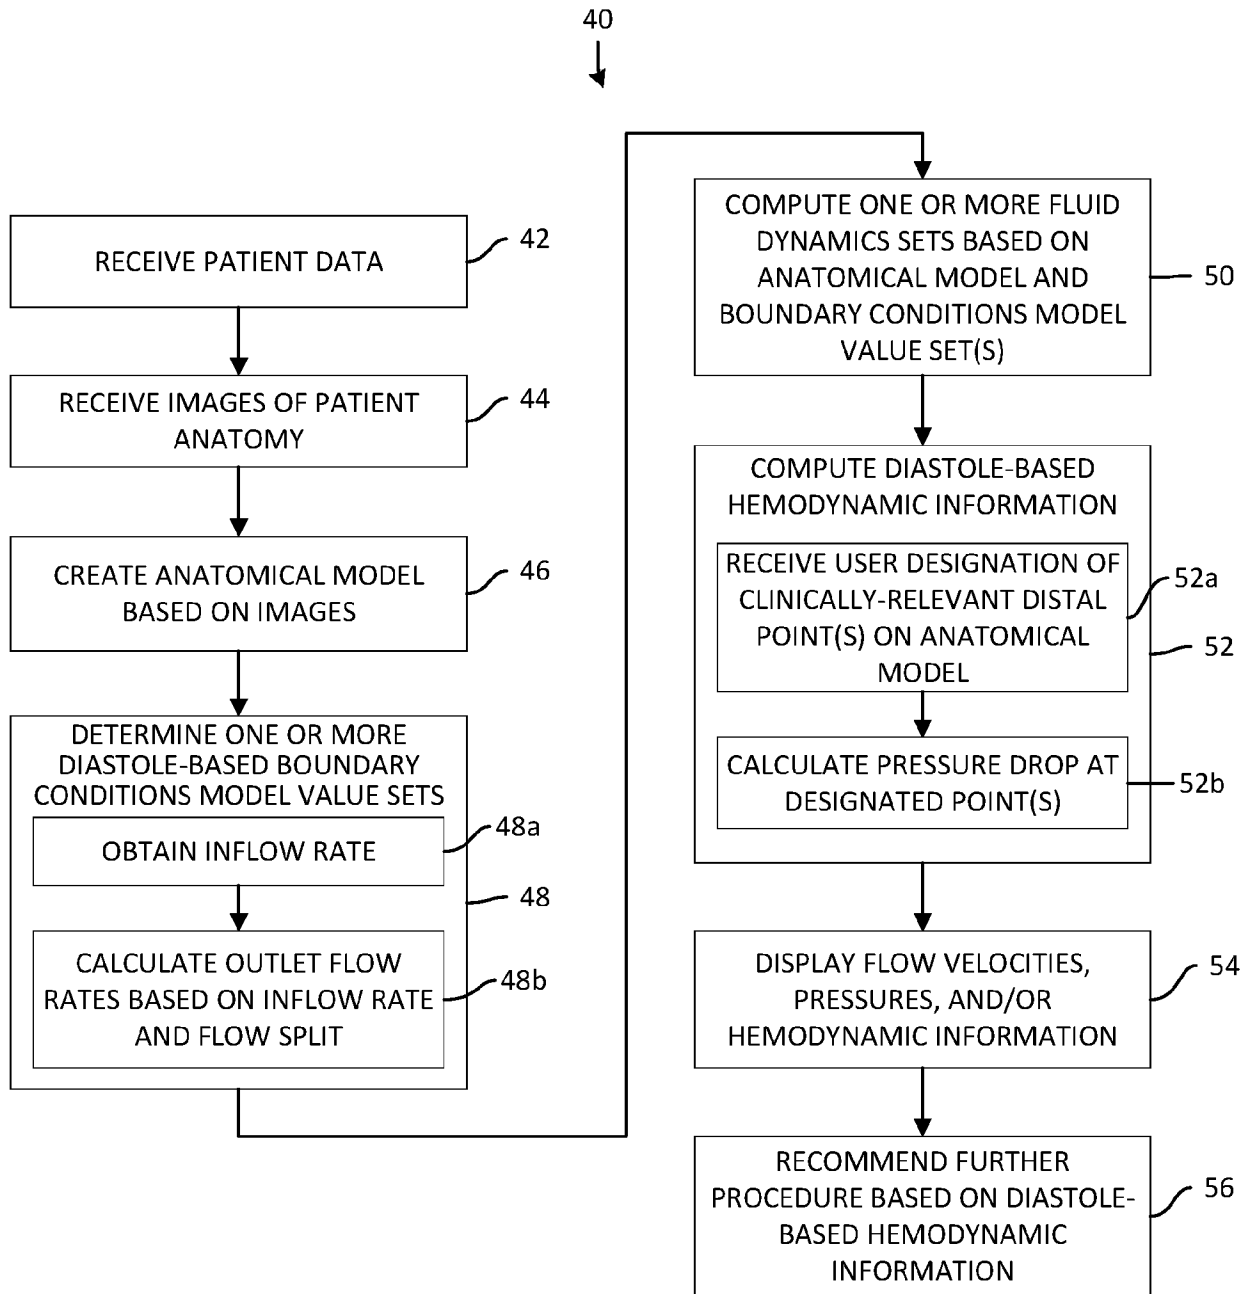 40
RECEIVE PATIENT DATA
42
RECEIVE IMAGES OF PATIENT
ANATOMY
44
CREATE ANATOMICAL MODEL
BASED ON IMAGES
46
DETERMINE ONE OR MORE
DIASTOLE-BASED BOUNDARY
CONDITIONS MODEL VALUE SETS
OBTAIN INFLOW RATE
48a
48
CALCULATE OUTLET FLOW
RATES BASED ON INFLOW RATE
AND FLOW SPLIT
48b
COMPUTE ONE OR MORE FLUID
DYNAMICS SETS BASED ON
ANATOMICAL MODEL AND
BOUNDARY CONDITIONS MODEL
VALUE SET(S)
50
COMPUTE DIASTOLE-BASED
HEMODYNAMIC INFORMATION
RECEIVE USER DESIGNATION OF
CLINICALLY-RELEVANT DISTAL
POINT(S) ON ANATOMICAL
MODEL
52a
52
CALCULATE PRESSURE DROP AT
DESIGNATED POINT(S)
52b
DISPLAY FLOW VELOCITIES,
PRESSURES, AND/OR
HEMODYNAMIC INFORMATION
54
RECOMMEND FURTHER
PROCEDURE BASED ON DIASTOLE-
BASED HEMODYNAMIC
INFORMATION
56